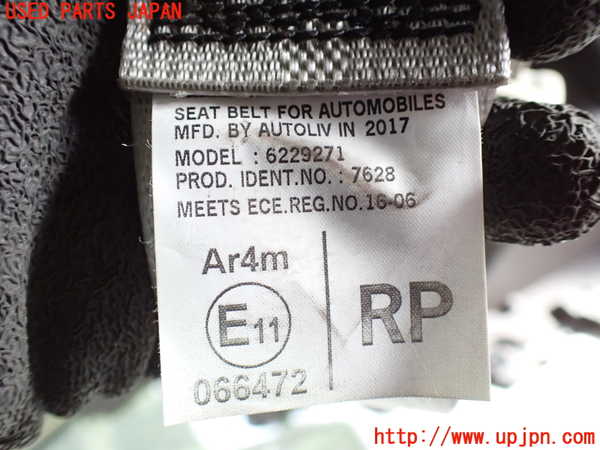 USED PARTS JAPAN
SEAT BELT FOR AUTOMOBILES
MFD. BY AUTOLIV IN 2017
MODEL : 6229271
PROD. IDENT.NO. : 7628
MEETS ECE.REG.NO.16-06
Ar4m
E11
RP
066472
http://www.upjpn.com/